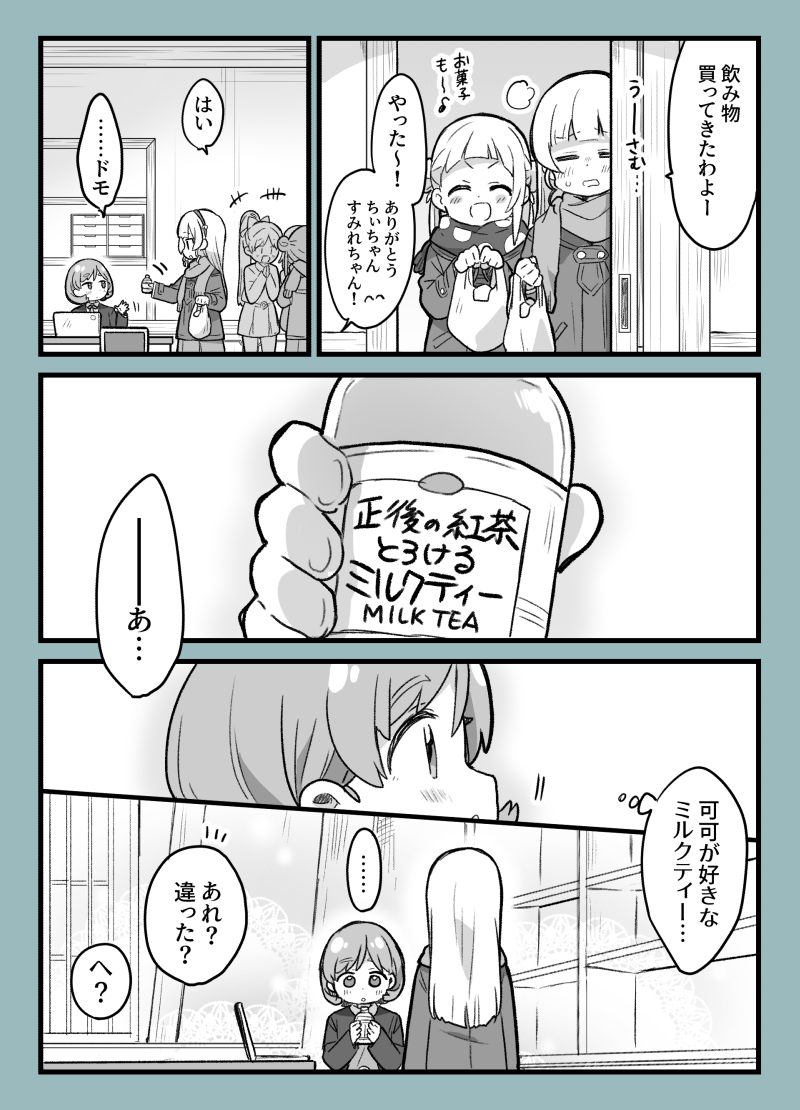 飲み物
買ってきたわよー
うーさむ…
お菓子
も〜♪
やった〜！
ありがとう
ちぃちゃん
すみれちゃん！
はい
……ドモ
正後の紅茶
とろける
ミルクティー
MILK TEA
――あ…
可可が好きな
ミルクティー…
……
あれ？
違った？
へ？